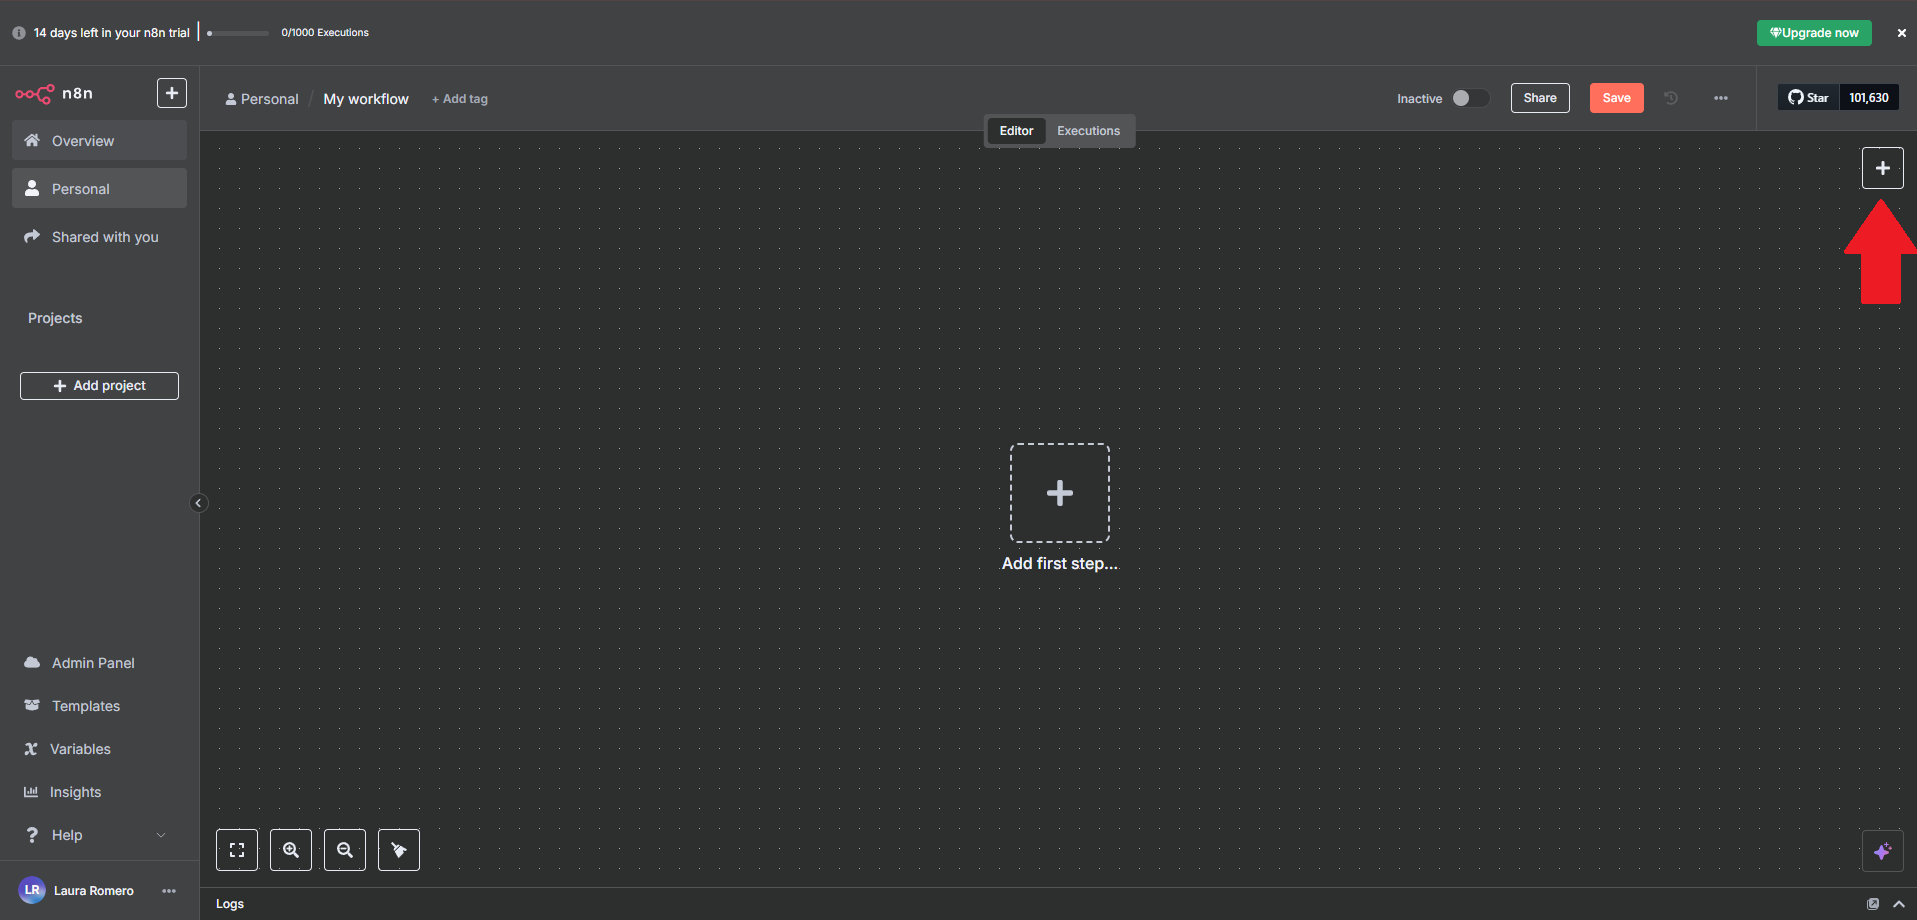 14 days left in your n8n trial
0/1000 Executions
Upgrade now
n8n
Personal / My workflow + Add tag
Inactive
Share
Save
Star 101,630
Editor Executions
Overview
Personal
Shared with you
Projects
Add project
Add first step...
Admin Panel
Templates
Variables
Insights
Help
LR Laura Romero
Logs